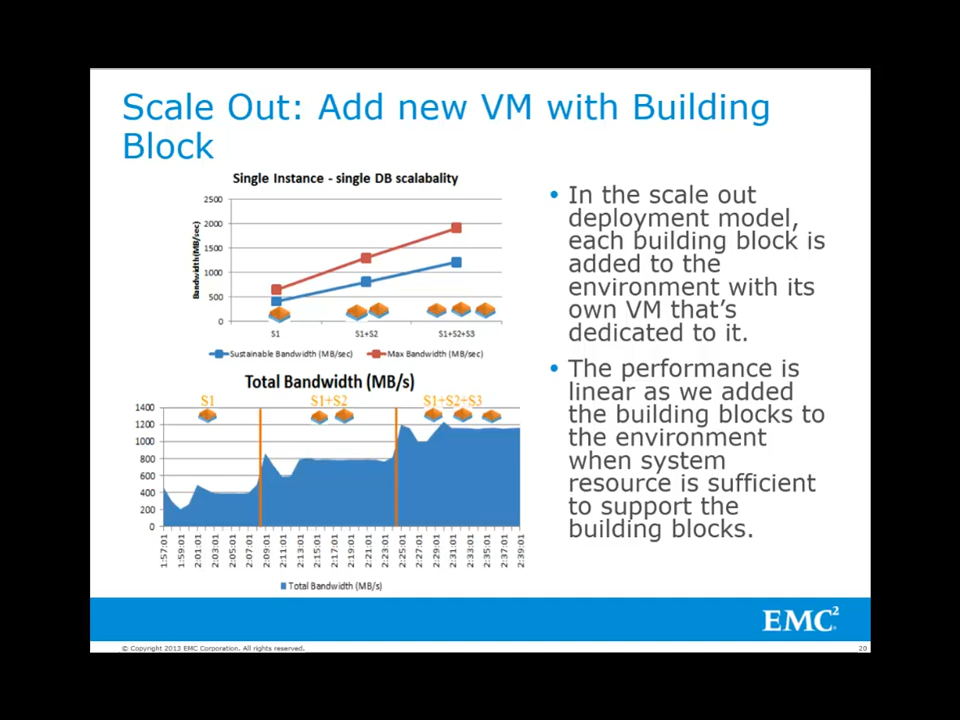 Scale Out: Add new VM with Building
Block
Single Instance - single DB scalabality
Bandwidth(MB/sec)
2500
2000
1500
1000
500
0
S1
S1+S2
S1+S2+S3
Sustainable Bandwidth (MB/sec)
Max Bandwidth (MB/sec)
Total Bandwidth (MB/s)
S1
S1+S2
S1+S2+S3
1400
1200
1000
800
600
400
200
0
1:57:01
1:59:01
2:01:01
2:03:01
2:05:01
2:07:01
2:09:01
2:11:01
2:13:01
2:15:01
2:17:01
2:19:01
2:21:01
2:23:01
2:25:01
2:27:01
2:29:01
2:31:01
2:33:01
2:35:01
2:37:01
2:39:01
Total Bandwidth (MB/s)
• In the scale out
deployment model,
each building block is
added to the
environment with its
own VM that's
dedicated to it.
• The performance is
linear as we added
the building blocks to
the environment
when system
resource is sufficient
to support the
building blocks.
EMC²
© Copyright 2013 EMC Corporation. All rights reserved.
20